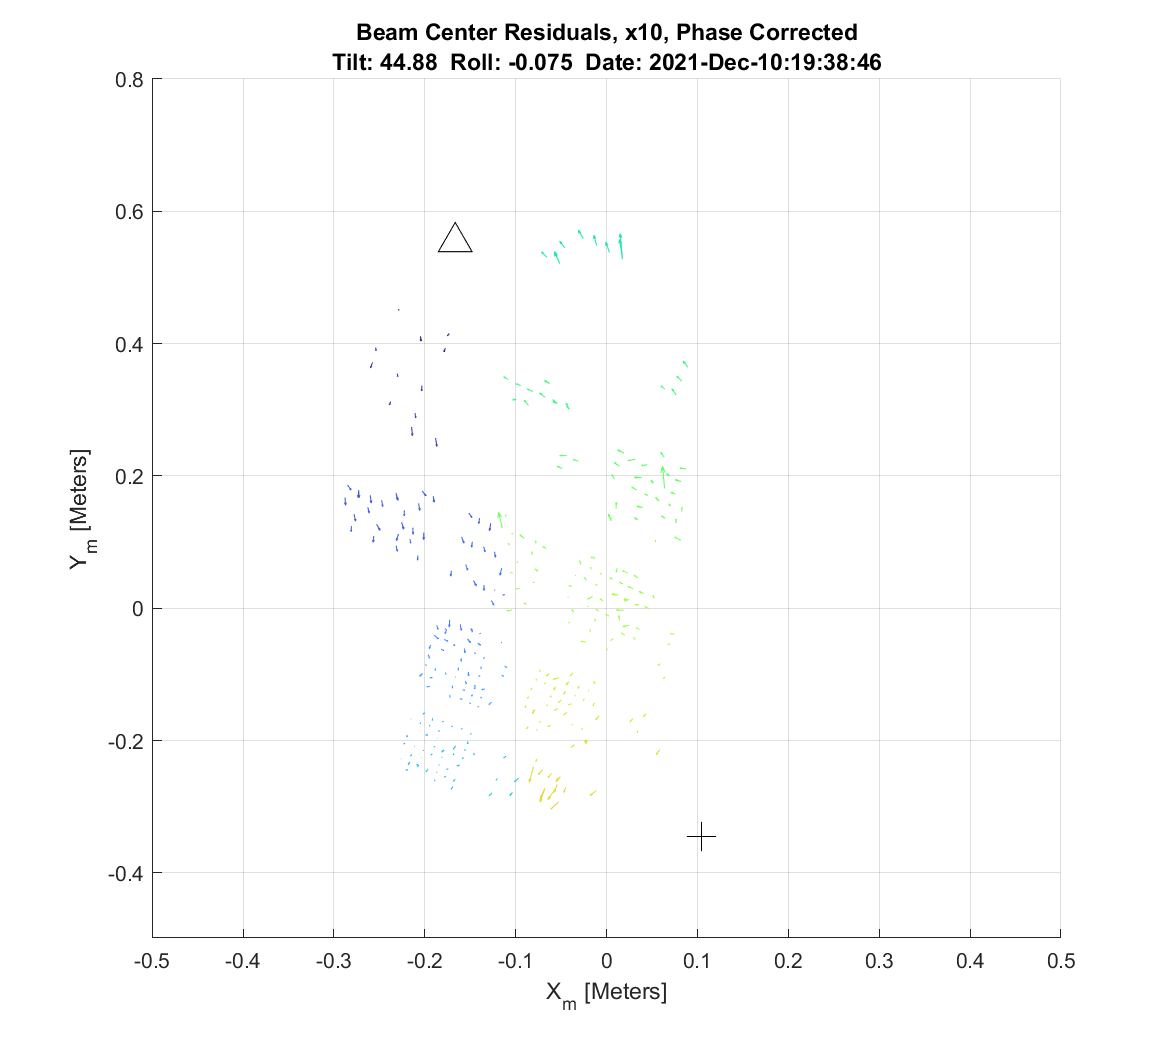 Beam Center Residuals, x10, Phase Corrected
Tilt: 44.88 Roll: -0.075 Date: 2021-Dec-10:19:38:46
0.8
0.6
0.4
0.2
0
-0.2
-0.4
Y_m [Meters]
-0.5 -0.4 -0.3 -0.2 -0.1 0 0.1 0.2 0.3 0.4 0.5
X_m [Meters]